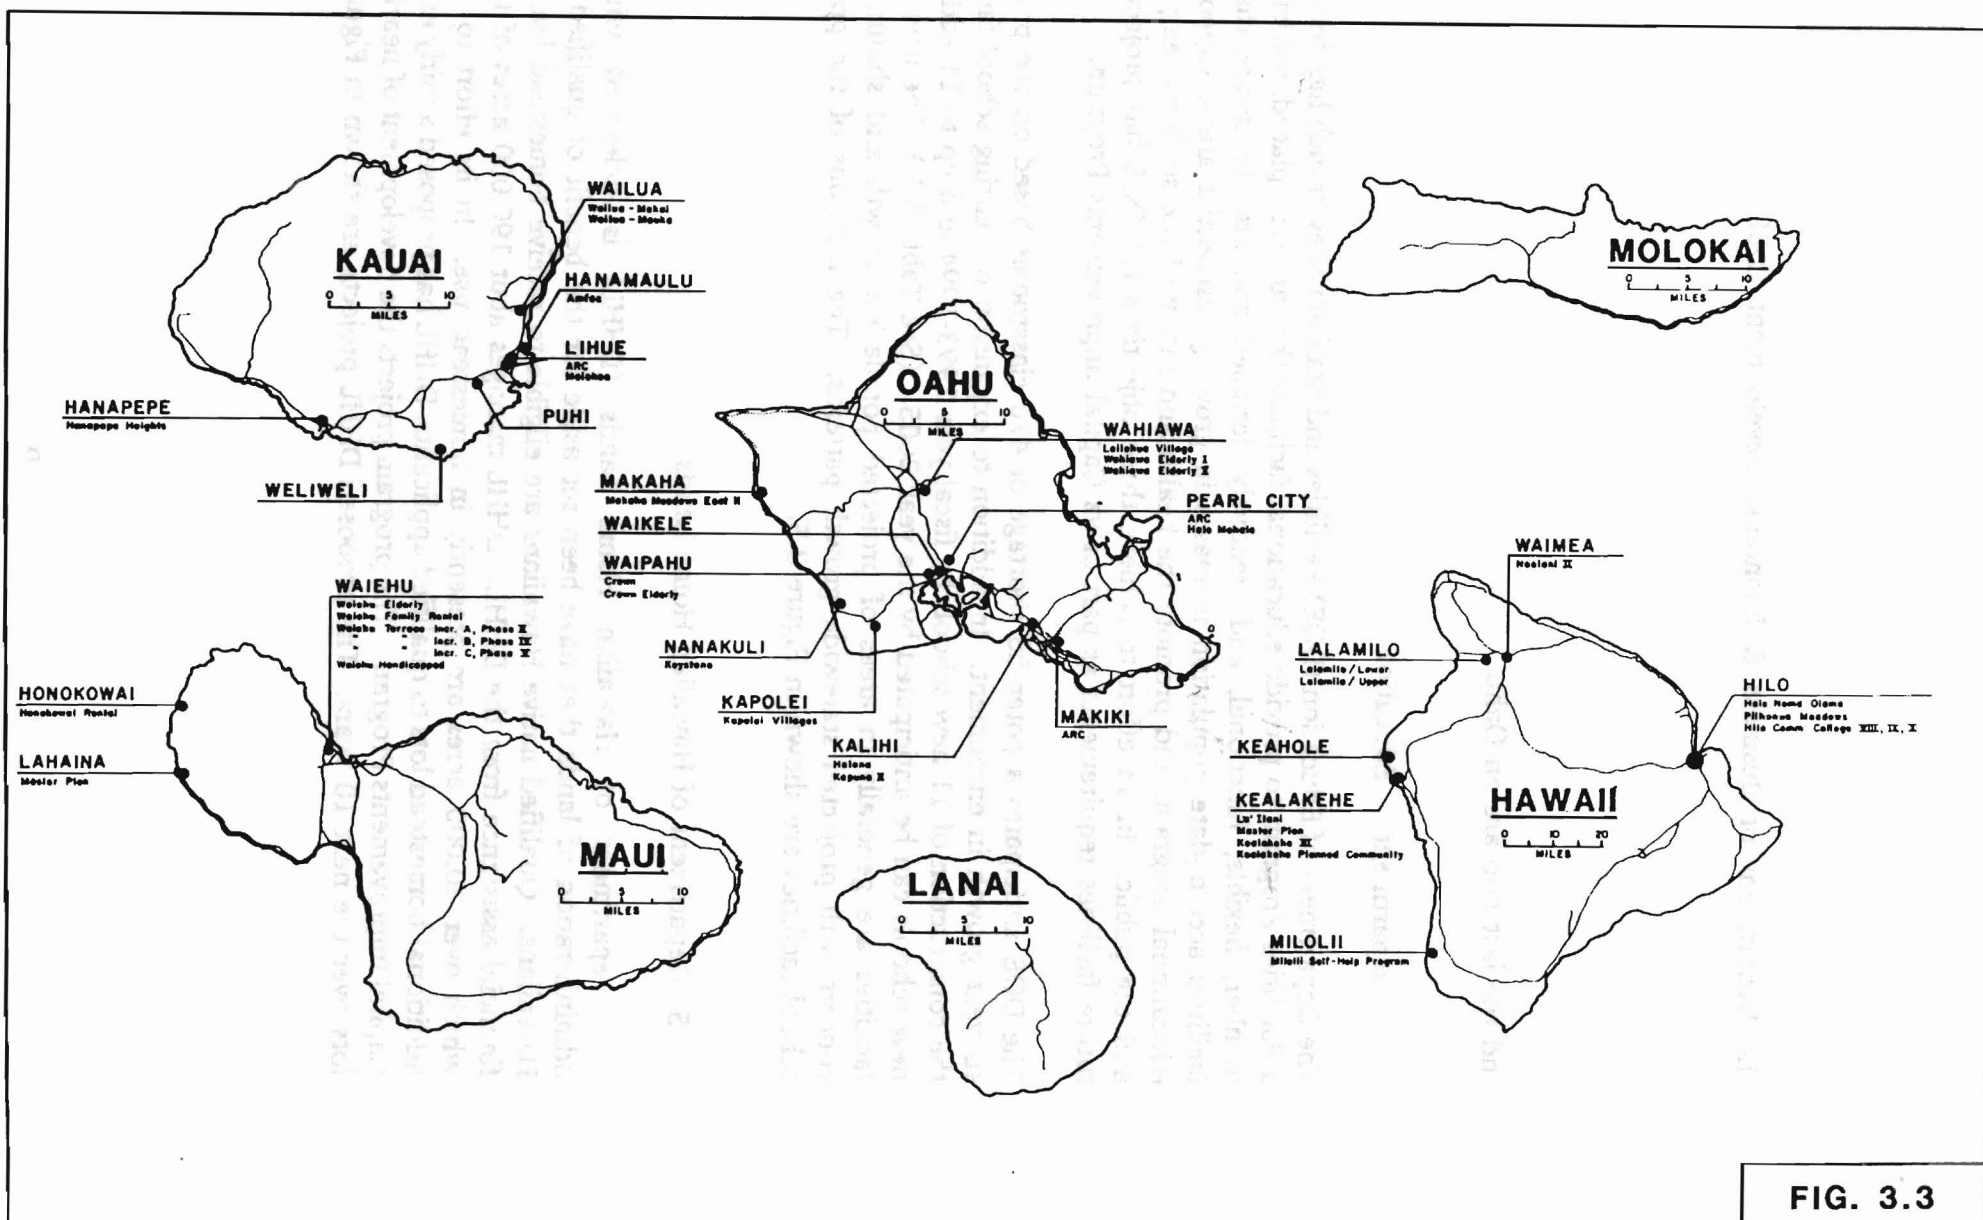 KAUAI
0 5 10
MILES
WAILUA
Wailua - Makai
Wailua - Mauka
HANAMAULU
Amfac
LIHUE
ARC
Molokoa
PUHI
HANAPEPE
Hanapepe Heights
WELIWELI
MOLOKAI
0 5 10
MILES
OAHU
0 5 10
MILES
WAHIAWA
Leilehua Village
Wahiawa Elderly I
Wahiawa Elderly II
MAKAHA
Makaha Meadows East II
PEARL CITY
ARC
Hale Mohalu
WAIKELE
WAIPAHU
Crown
Crown Elderly
NANAKULI
Keystone
KAPOLEI
Kapolei Villages
KALIHI
Kapuna II
MAKIKI
ARC
WAIEHU
Waiehu Elderly
Waiehu Family Rental
Waiehu Terrace Incr. A, Phase II
" " Incr. B, Phase IV
" " Incr. C, Phase V
Waiehu Handicapped
HONOKOWAI
Honokowai Rental
LAHAINA
Master Plan
MAUI
0 5 10
MILES
LANAI
0 5 10
MILES
WAIMEA
Noelani II
LALAMILO
Lalamilo / Lower
Lalamilo / Upper
HILO
Piihonua Meadows
Hilo Comm College VIII, IX, X
KEAHOLE
KEALAKEHE
La' Ilani
Master Plan
Kealakehe
Kealakehe Planned Community
HAWAII
0 10 20
MILES
MILOLII
Milolii Self-Help Program
FIG. 3.3